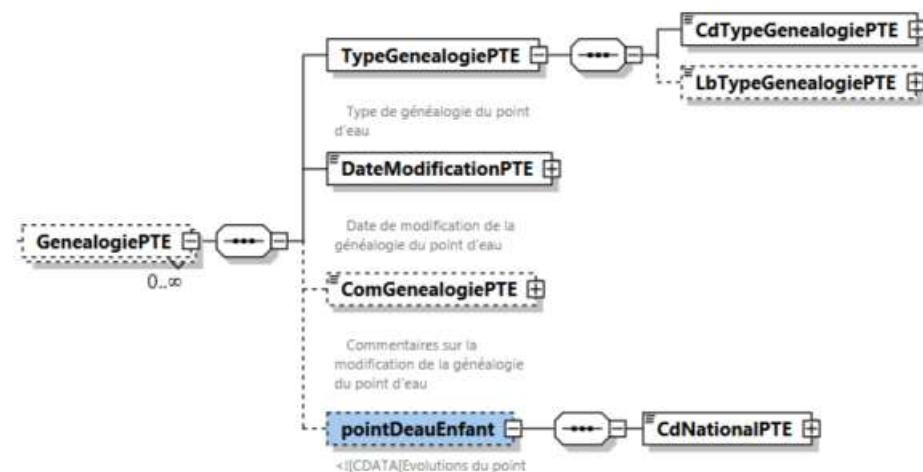 CdTypeGenealogiePTE
TypeGenealogiePTE
LbTypeGenealogiePTE
Type de généalogie du point
d'eau
DateModificationPTE
Date de modification de la
généalogie du point d'eau
GenealogiePTE
0..∞
ComGenealogiePTE
Commentaires sur la
modification de la généalogie
du point d'eau
pointDeauEnfant
CdNationalPTE
<![CDATA[Evolutions du point